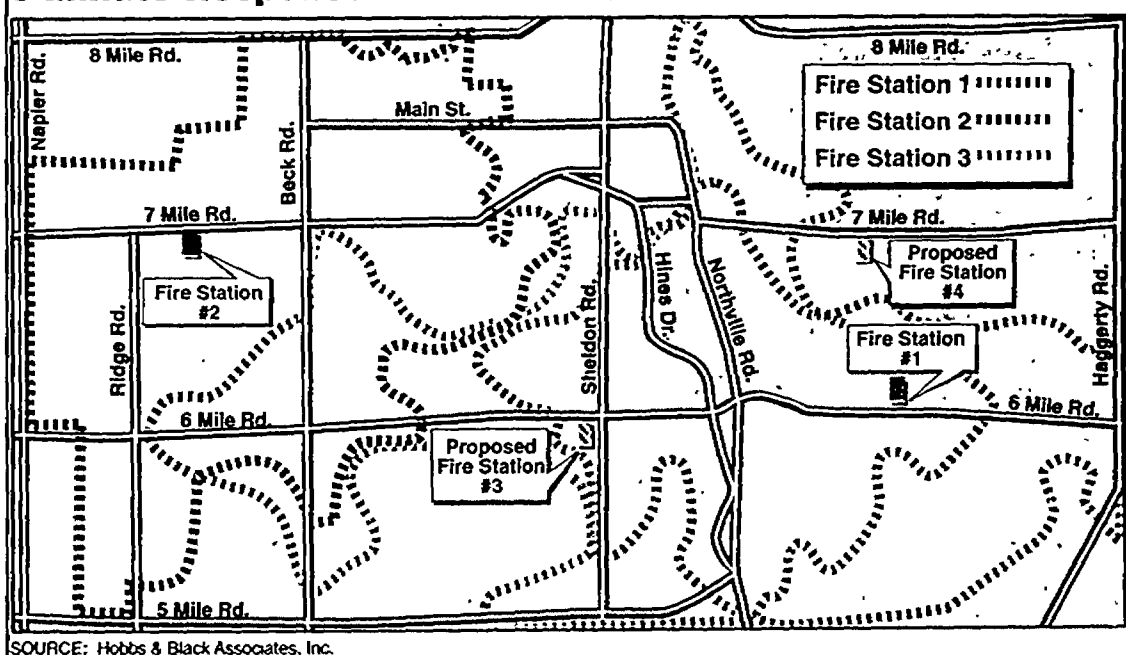 8 Mile Rd.
8 Mile Rd.
Napier Rd.
Beck Rd.
Main St.
Fire Station 1
Fire Station 2
Fire Station 3
7 Mile Rd.
7 Mile Rd.
Fire Station
#2
Proposed
Fire Station
#4
Ridge Rd.
Sheldon Rd.
Hines Dr.
Northville Rd.
Haggerty Rd.
Fire Station
#1
6 Mile Rd.
6 Mile Rd.
Proposed
Fire Station
#3
5 Mile Rd.
SOURCE: Hobbs & Black Associates, Inc.